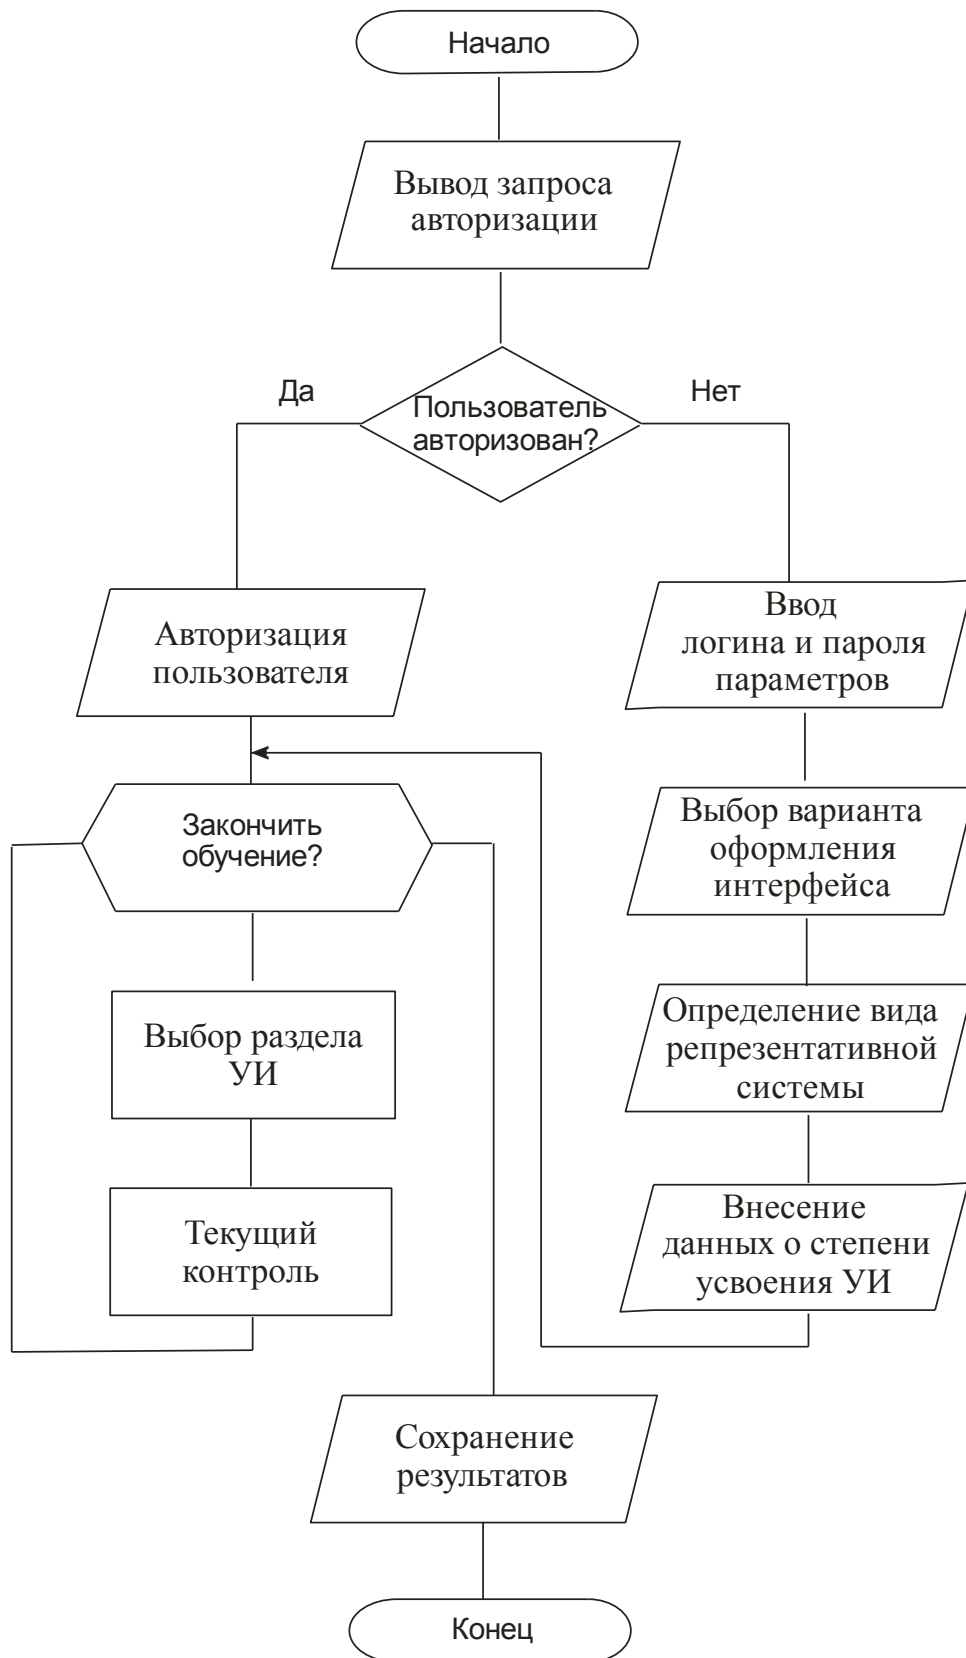 Начало
Вывод запроса
авторизации
Да
Нет
Пользователь
авторизован?
Авторизация
пользователя
Ввод
логина и пароля
параметров
Закончить
обучение?
Выбор варианта
оформления
интерфейса
Выбор раздела
УИ
Определение вида
репрезентативной
системы
Текущий
контроль
Внесение
данных о степени
усвоения УИ
Сохранение
результатов
Конец